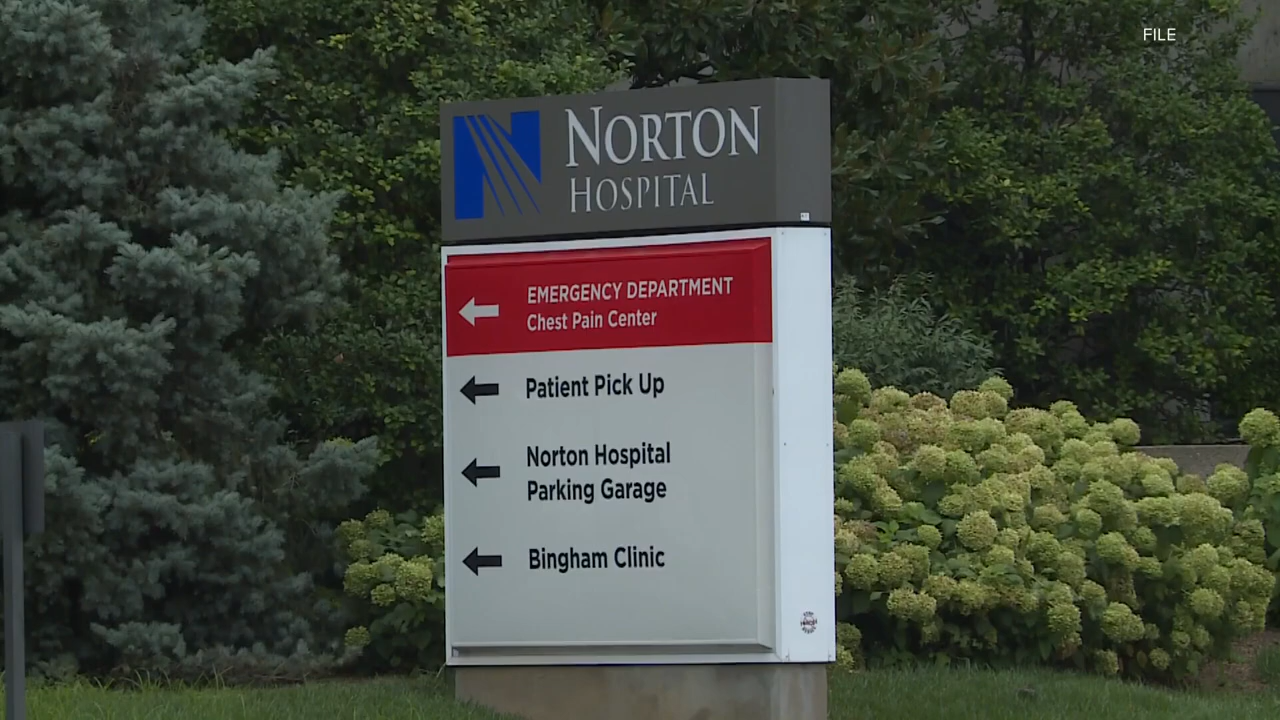 FILE
NORTON
HOSPITAL
EMERGENCY DEPARTMENT
Chest Pain Center
Patient Pick Up
Norton Hospital
Parking Garage
Bingham Clinic